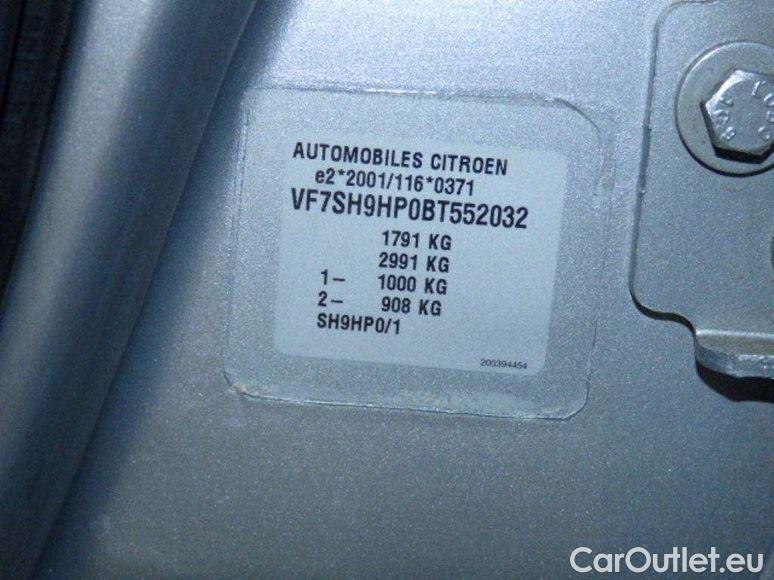 AUTOMOBILES CITROEN
e2*2001/116*0371
VF7SH9HP0BT552032
1791 KG
2991 KG
1- 1000 KG
2- 908 KG
SH9HP0/1
200394454
CarOutlet.eu